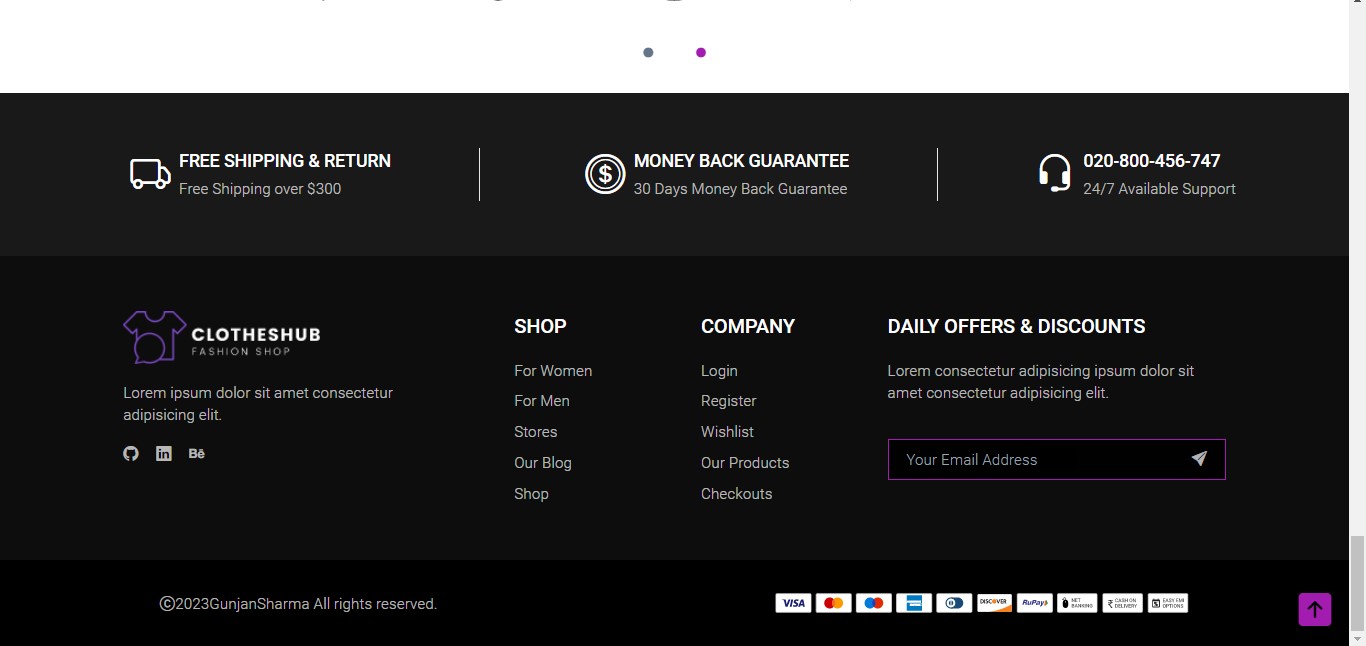 FREE SHIPPING & RETURN
Free Shipping over $300
MONEY BACK GUARANTEE
30 Days Money Back Guarantee
020-800-456-747
24/7 Available Support
CLOTHESHUB
FASHION SHOP
Lorem ipsum dolor sit amet consectetur
adipisicing elit.
Bē
SHOP
For Women
For Men
Stores
Our Blog
Shop
COMPANY
Login
Register
Wishlist
Our Products
Checkouts
DAILY OFFERS & DISCOUNTS
Lorem consectetur adipisicing ipsum dolor sit
amet consectetur adipisicing elit.
Your Email Address
©2023GunjanSharma All rights reserved.
VISA
DISCOVER
RuPay
NET
BANKING
CASH ON
DELIVERY
EASY EMI
OPTIONS